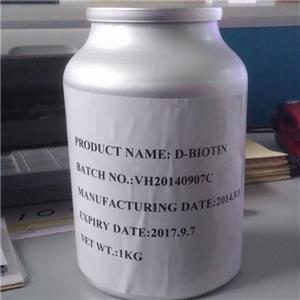 PRODUCT NAME: D-BIOTIN
BATCH NO.:VH20140907C
MANUFACTURING DATE:2014.9.8
EXPIRY DATE:2017.9.7
NET WT.:1KG